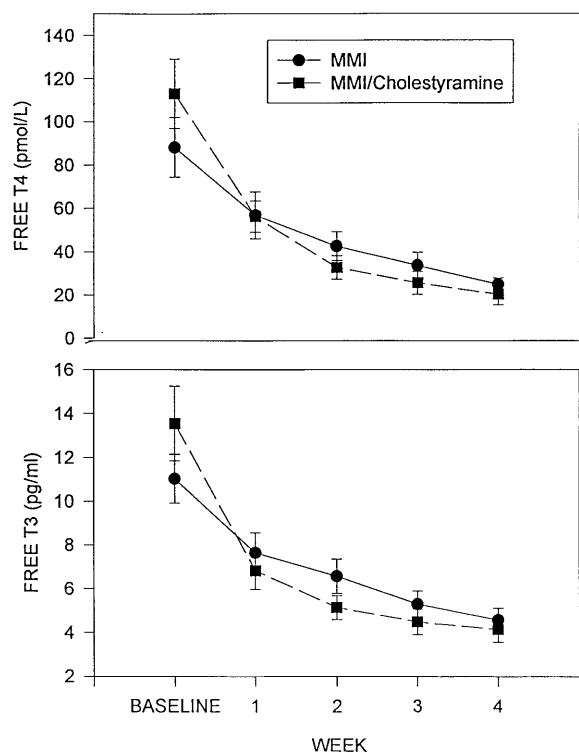 140
120
100
80
60
40
20
0
FREE T4 (pmol/L)
MMI
MMI/Cholestyramine
16
14
12
10
8
6
4
2
FREE T3 (pg/ml)
BASELINE 1 2 3 4
WEEK